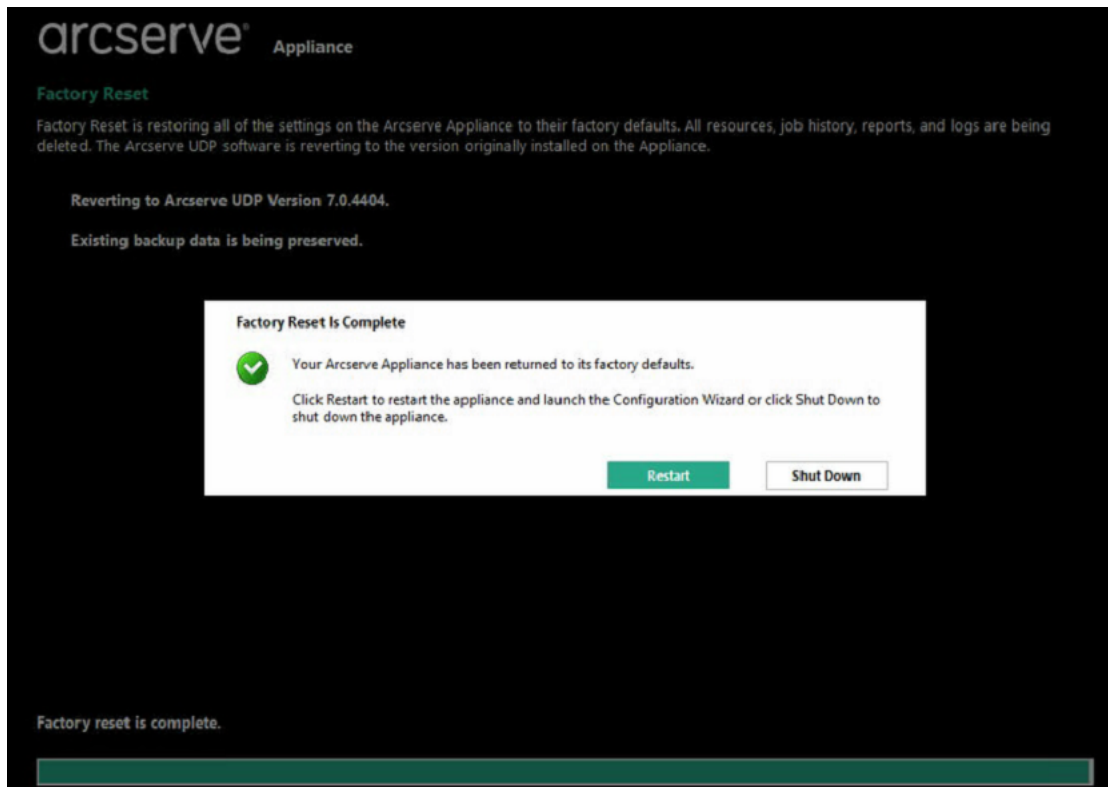 arcserve® Appliance
Factory Reset
Factory Reset is restoring all of the settings on the Arcserve Appliance to their factory defaults. All resources, job history, reports, and logs are being
deleted. The Arcserve UDP software is reverting to the version originally installed on the Appliance.
Reverting to Arcserve UDP Version 7.0.4404.
Existing backup data is being preserved.
Factory Reset Is Complete
Your Arcserve Appliance has been returned to its factory defaults.
Click Restart to restart the appliance and launch the Configuration Wizard or click Shut Down to
shut down the appliance.
Restart Shut Down
Factory reset is complete.